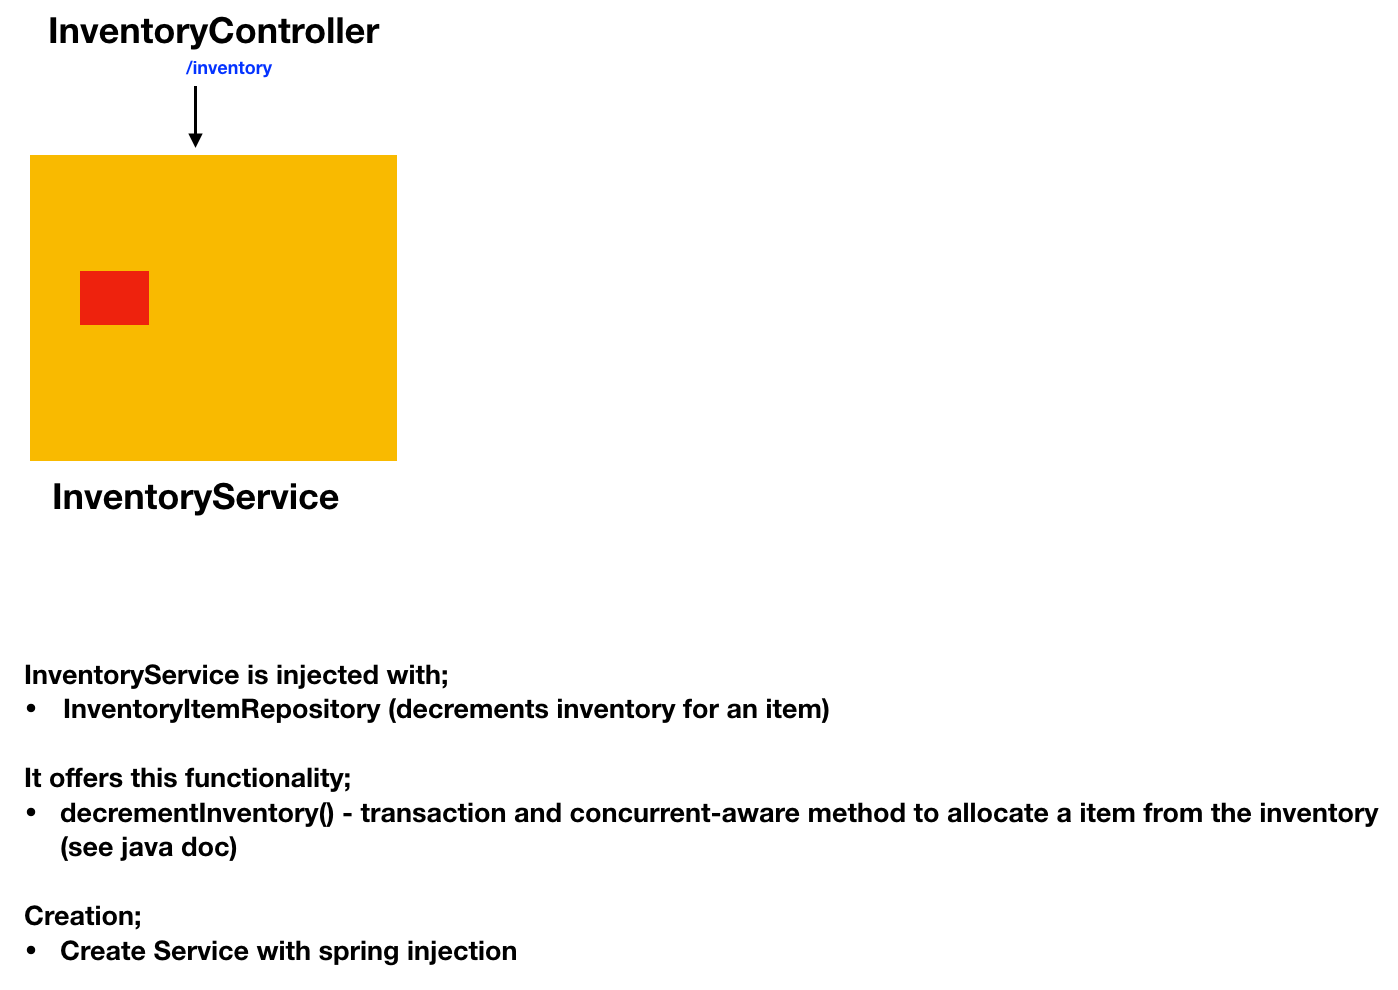 InventoryController
/inventory
InventoryService
InventoryService is injected with;
• InventoryItemRepository (decrements inventory for an item)
It offers this functionality;
• decrementInventory() - transaction and concurrent-aware method to allocate a item from the inventory
(see java doc)
Creation;
• Create Service with spring injection